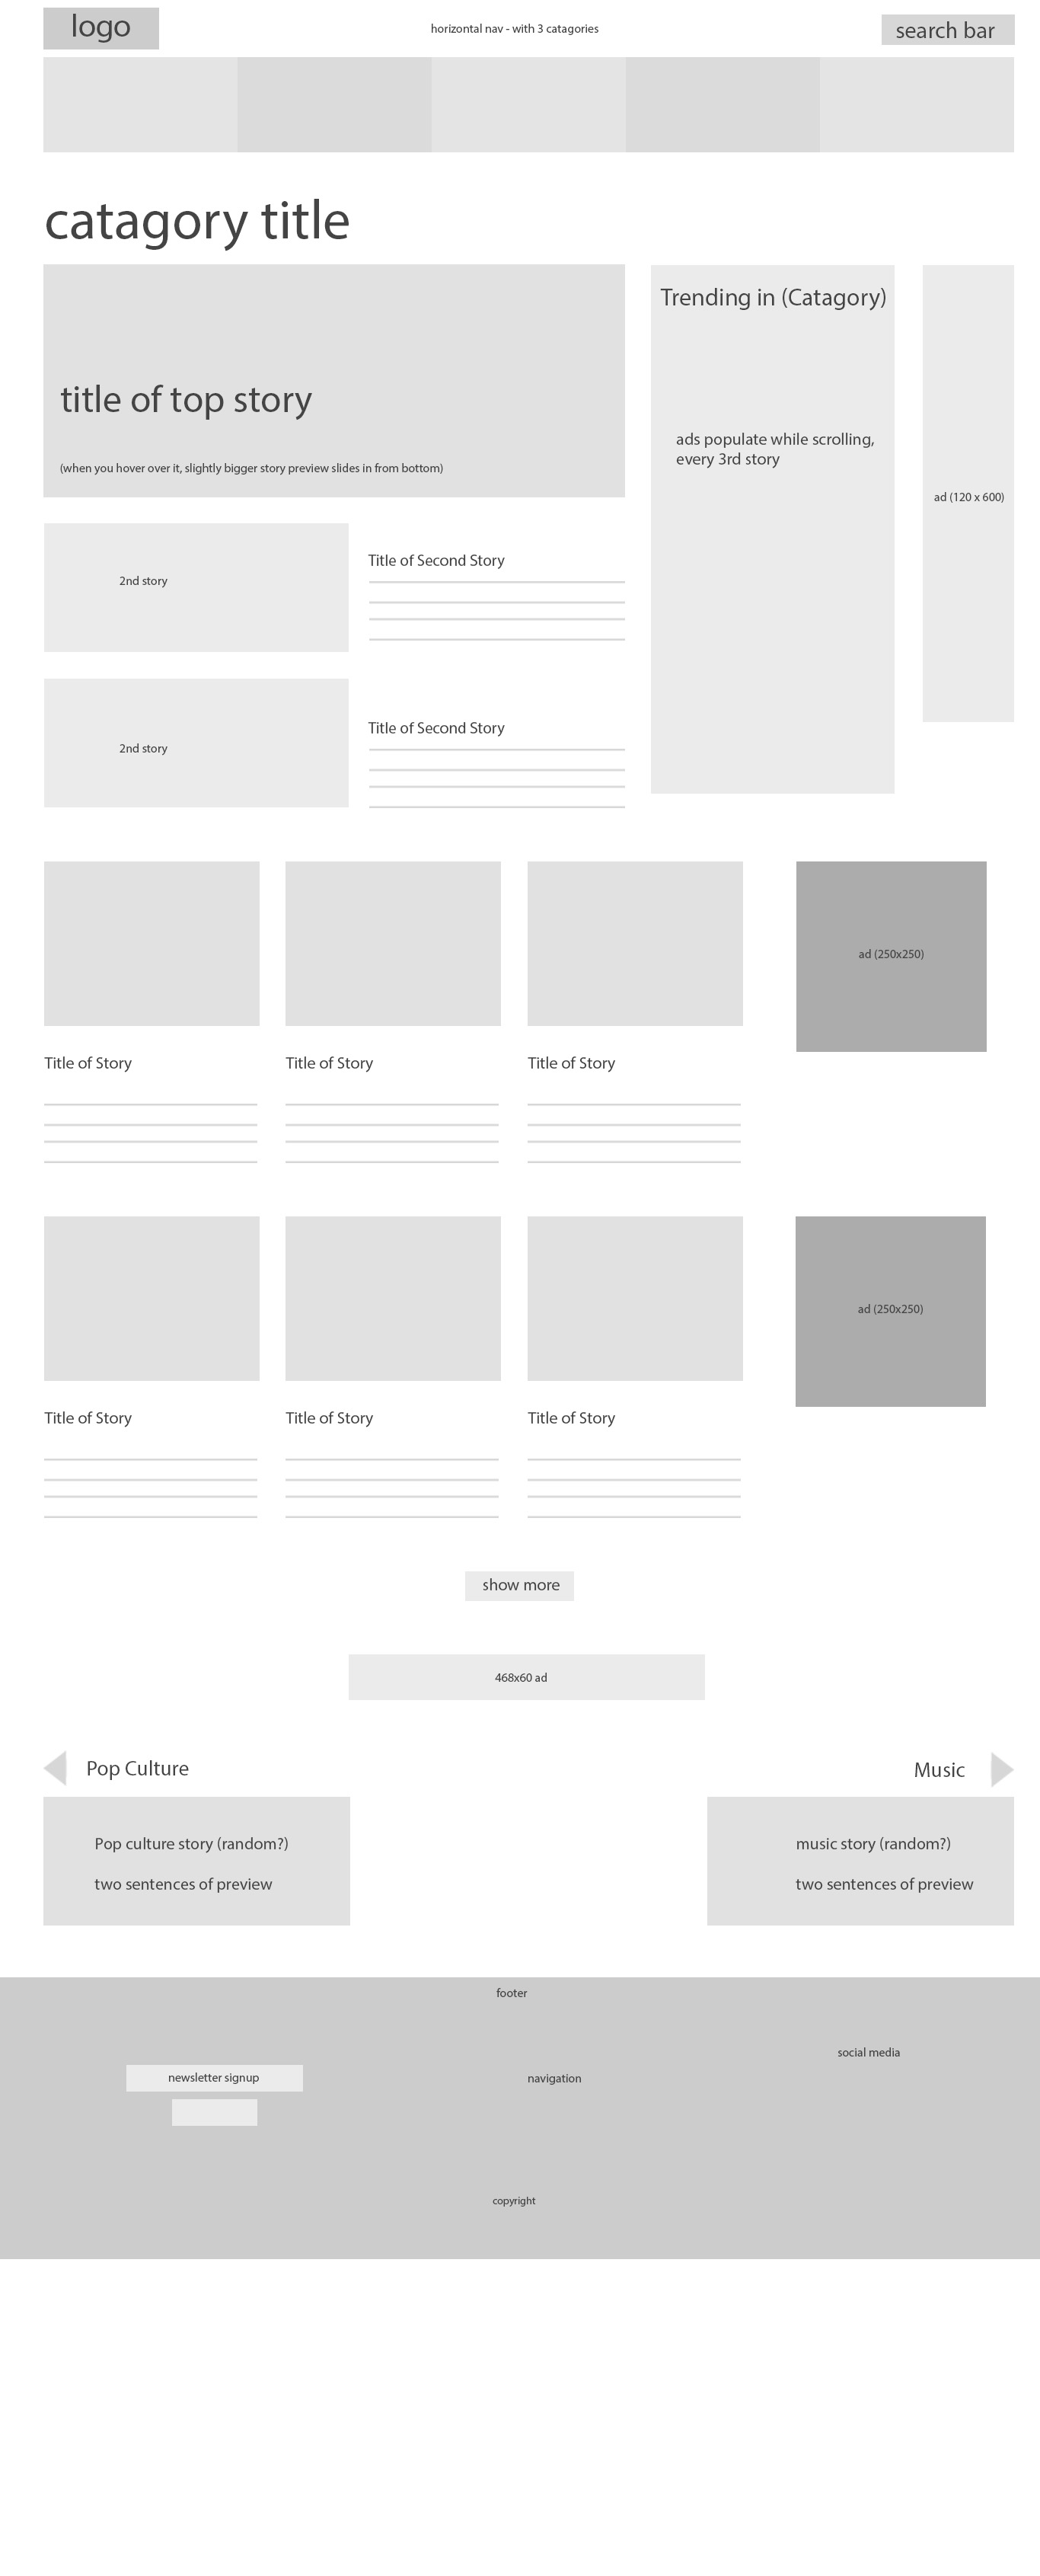 logo
horizontal nav - with 3 catagories
search bar
catagory title
title of top story
(when you hover over it, slightly bigger story preview slides in from bottom)
Trending in (Catagory)
ads populate while scrolling,
every 3rd story
ad (120 x 600)
2nd story
Title of Second Story
2nd story
Title of Second Story
ad (250x250)
Title of Story
Title of Story
Title of Story
ad (250x250)
Title of Story
Title of Story
Title of Story
show more
468x60 ad
Pop Culture
Music
Pop culture story (random?)
two sentences of preview
music story (random?)
two sentences of preview
footer
social media
newsletter signup
navigation
copyright